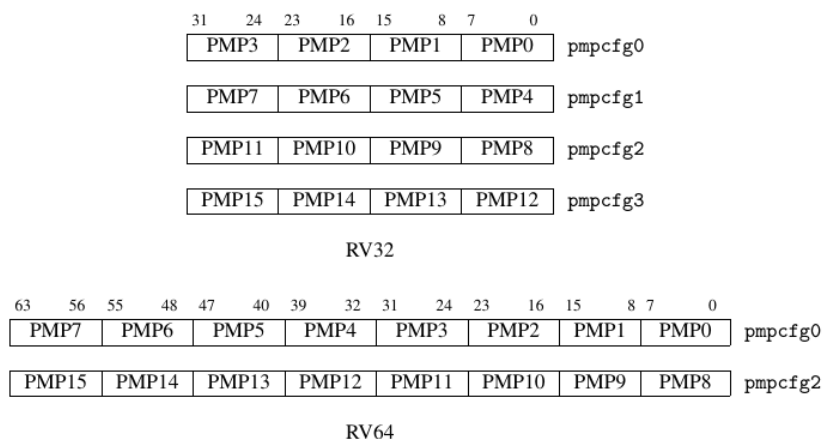 31 24 23 16 15 8 7 0
PMP3 PMP2 PMP1 PMP0 pmpcfg0
PMP7 PMP6 PMP5 PMP4 pmpcfg1
PMP11 PMP10 PMP9 PMP8 pmpcfg2
PMP15 PMP14 PMP13 PMP12 pmpcfg3
RV32
63 56 55 48 47 40 39 32 31 24 23 16 15 8 7 0
PMP7 PMP6 PMP5 PMP4 PMP3 PMP2 PMP1 PMP0 pmpcfg0
PMP15 PMP14 PMP13 PMP12 PMP11 PMP10 PMP9 PMP8 pmpcfg2
RV64